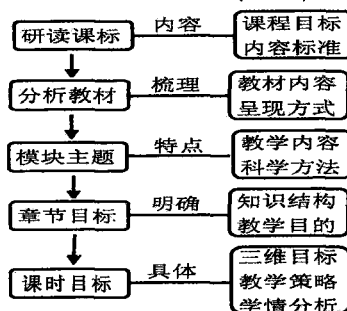 研读课标
内容
课程目标
内容标准
分析教材
梳理
教材内容
呈现方式
模块主题
特点
教学内容
科学方法
章节目标
明确
知识结构
教学目的
课时目标
具体
三维目标
教学策略
学情分析